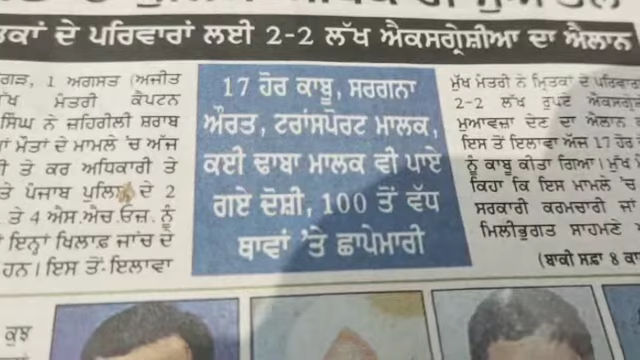 ਤਕਾਂ ਦੇ ਪਰਿਵਾਰਾਂ ਲਈ 2-2 ਲੱਖ ਐਕਸਗ੍ਰੇਸ਼ੀਆ ਦਾ ਐਲਾਨ
ਗੜ, 1 ਅਗਸਤ (ਅਜੀਤ
ਖ ਮੰਤਰੀ ਕੈਪਟਨ
ਸਿੰਘ ਨੇ ਜ਼ਹਿਰੀਲੀ ਸ਼ਰਾਬ
ਮੌਤਾਂ ਦੇ ਮਾਮਲੇ 'ਚ ਅੱਜ
ੀ ਤੇ ਕਰ ਅਧਿਕਾਰੀ ਤੇ
ਤੇ ਪੰਜਾਬ ਪੁਲਿਸ ਦੇ 2
ਤੇ 4 ਐਸ.ਐਚ.ਓਜ਼. ਨੂੰ
ਇਨ੍ਹਾਂ ਖਿਲਾਫ਼ ਜਾਂਚ ਦੇ
ਹਨ। ਇਸ ਤੋਂ-ਇਲਾਵਾ
17 ਹੋਰ ਕਾਬੂ, ਸਰਗਨਾ
ਔਰਤ, ਟਰਾਂਸਪੋਰਟ ਮਾਲਕ,
ਕਈ ਢਾਬਾ ਮਾਲਕ ਵੀ ਪਾਏ
ਗਏ ਦੋਸ਼ੀ, 100 ਤੋਂ ਵੱਧ
ਥਾਵਾਂ 'ਤੇ ਛਾਪੇਮਾਰੀ
ਮੁੱਖ ਮੰਤਰੀ ਨੇ ਮ੍ਰਿਤਕਾਂ ਦੇ ਪਰਿਵਾਰ
2-2 ਲੱਖ ਰੁਪਏ ਐਕਸਗ੍ਰੇ
ਮੁਆਵਜ਼ਾ ਦੇਣ ਦਾ ਐਲਾਨ
ਇਸ ਤੋਂ ਇਲਾਵਾ ਅੱਜ 17 ਹੋਰ
ਨੂੰ ਕਾਬੂ ਕੀਤਾ ਗਿਆ। ਮੁੱਖ
ਕਿਹਾ ਕਿ ਇਸ ਮਾਮਲੇ 'ਚ
ਸਰਕਾਰੀ ਕਰਮਚਾਰੀ ਜਾਂ
ਮਿਲੀਭੁਗਤ ਸਾਹਮਣੇ
(ਬਾਕੀ ਸਫ਼ਾ 8 ਕਾ
ਕੁਝ